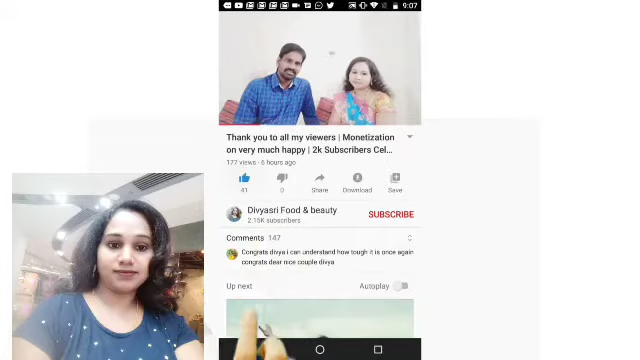 9:07
Thank you to all my viewers | Monetization
on very much happy | 2k Subscribers Cel...
177 views · 6 hours ago
41
0
Share
Download
Save
Divyasri Food & beauty
2.15K subscribers
SUBSCRIBE
Comments 147
Congrats divya i can understand how tough it is once again
congrats dear nice couple divya
Up next
Autoplay